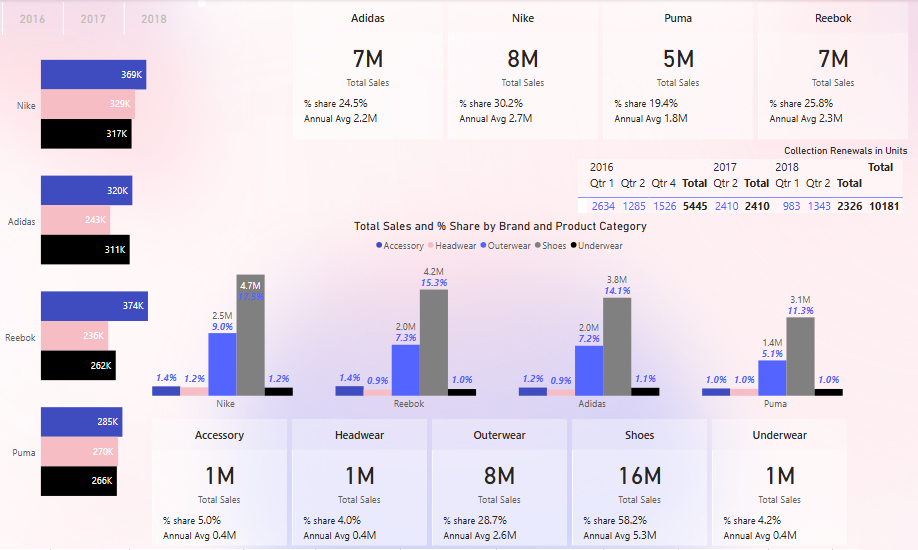 2016 2017 2018
369K
Nike 329K
317K
320K
Adidas 243K
311K
374K
Reebok 236K
262K
285K
Puma 270K
266K
Adidas
7M
Total Sales
% share 24.5%
Annual Avg 2.2M
Nike
8M
Total Sales
% share 30.2%
Annual Avg 2.7M
Puma
5M
Total Sales
% share 19.4%
Annual Avg 1.8M
Reebok
7M
Total Sales
% share 25.8%
Annual Avg 2.3M
Collection Renewals in Units
2016 2017 2018 Total
Qtr 1 Qtr 2 Qtr 4 Total Qtr 2 Total Qtr 1 Qtr 2 Total
2634 1285 1526 5445 2410 2410 983 1343 2326 10181
Total Sales and % Share by Brand and Product Category
Accessory Headwear Outerwear Shoes Underwear
4.7M
2.5M
9.0%
1.4% 1.2% 1.2%
Nike
4.2M
15.3%
2.0M
7.3%
1.4% 0.9% 1.0%
Reebok
3.8M
14.1%
2.0M
7.2%
1.2% 0.9% 1.1%
Adidas
3.1M
11.3%
1.4M
5.1%
1.0% 1.0% 1.0%
Puma
Accessory
1M
Total Sales
% share 5.0%
Annual Avg 0.4M
Headwear
1M
Total Sales
% share 4.0%
Annual Avg 0.4M
Outerwear
8M
Total Sales
% share 28.7%
Annual Avg 2.6M
Shoes
16M
Total Sales
% share 58.2%
Annual Avg 5.3M
Underwear
1M
Total Sales
% share 4.2%
Annual Avg 0.4M